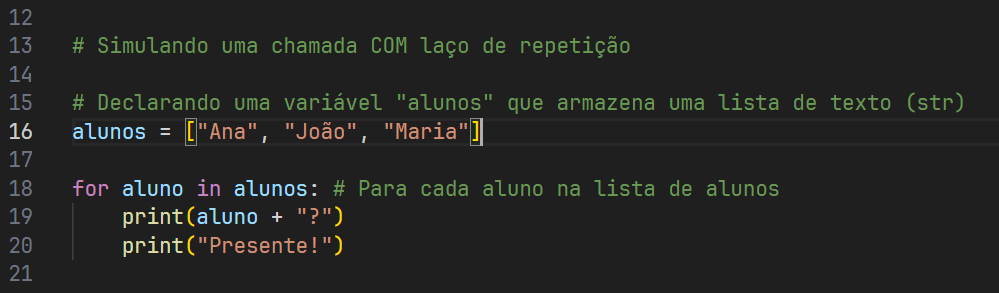 12
13 # Simulando uma chamada COM laço de repetição
14
15 # Declarando uma variável "alunos" que armazena uma lista de texto (str)
16 alunos = ["Ana", "João", "Maria"]
17
18 for aluno in alunos: # Para cada aluno na lista de alunos
19     print(aluno + "?")
20     print("Presente!")
21